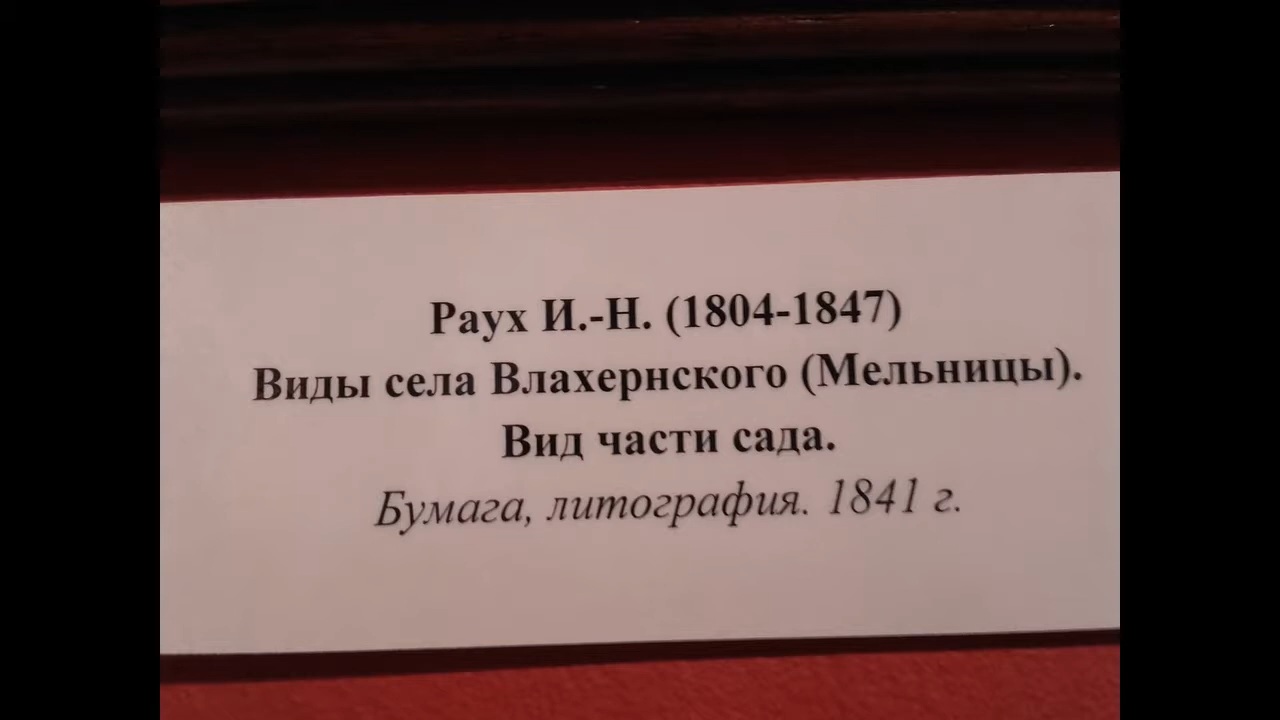 Раух И.-Н. (1804-1847)
Виды села Влахернского (Мельницы).
Вид части сада.
Бумага, литография. 1841 г.